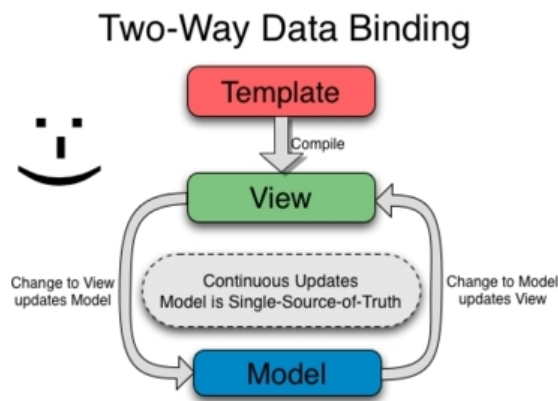 Two-Way Data Binding
Template
Compile
View
Change to View
updates Model
Continuous Updates
Model is Single-Source-of-Truth
Change to Model
updates View
Model